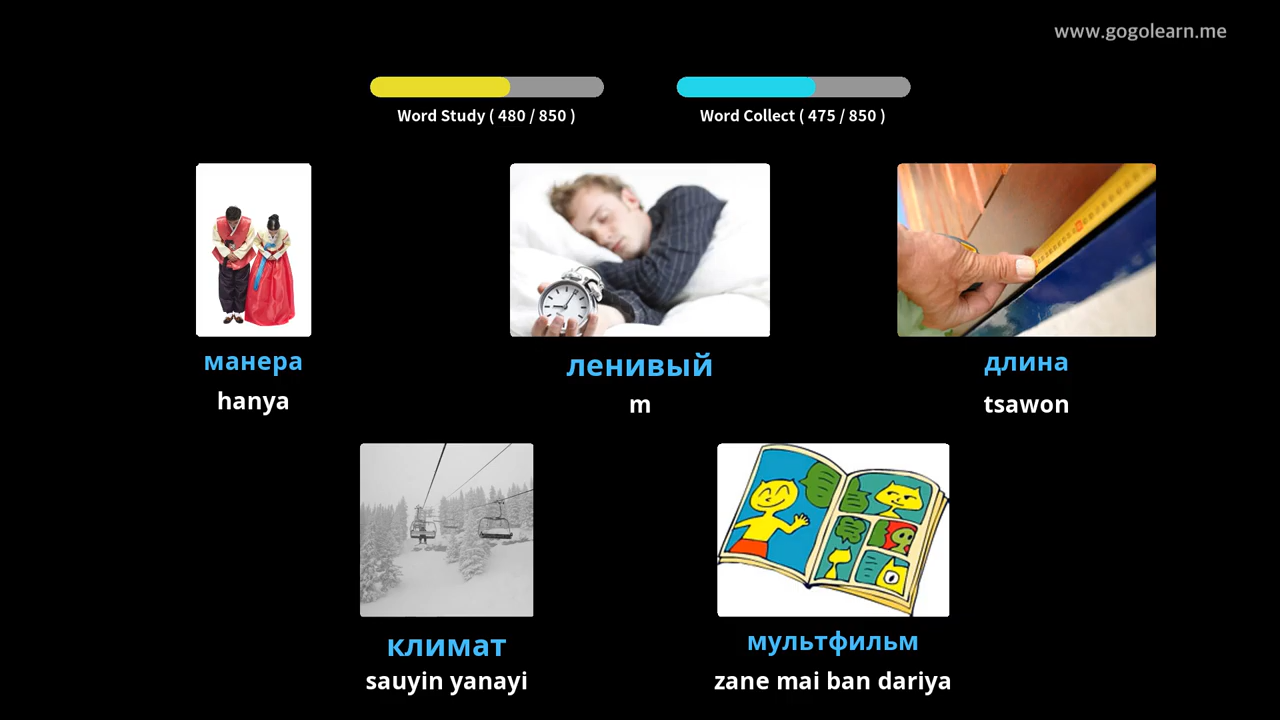 www.gogolearn.me
Word Study ( 480 / 850 )
Word Collect ( 475 / 850 )
манера
hanya
ленивый
m
длина
tsawon
климат
sauyin yanayi
мультфильм
zane mai ban dariya